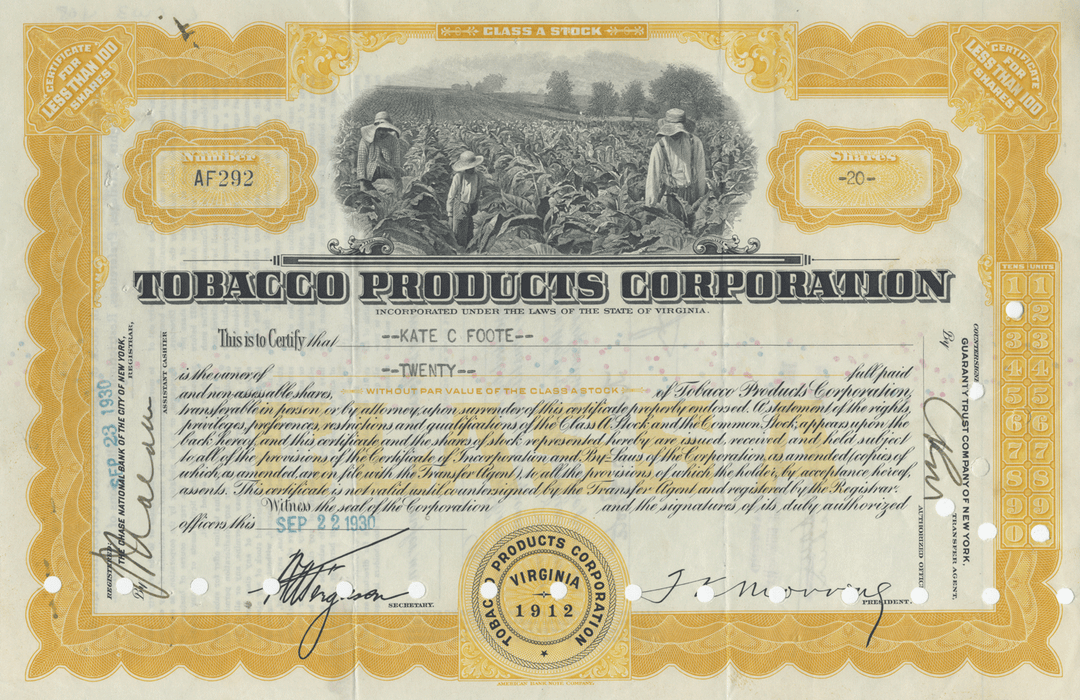 CLASS A STOCK
CERTIFICATE
FOR
LESS THAN 100
SHARES
CERTIFICATE
FOR
LESS THAN 100
SHARES
Number
AF292
Shares
-20-
TOBACCO PRODUCTS CORPORATION
INCORPORATED UNDER THE LAWS OF THE STATE OF VIRGINIA.
This is to Certify that --KATE C FOOTE--
is the owner of --TWENTY-- full paid
and non-assessable shares, WITHOUT PAR VALUE OF THE CLASS A STOCK of Tobacco Products Corporation,
transferable in person, or by attorney, upon surrender of this certificate properly endorsed. A statement of the rights,
privileges, preferences, restrictions and qualifications of the Class A Stock and the Common Stock, appears upon the
back hereof, and this certificate and the shares of stock represented hereby are issued, received, and held subject
to all of the provisions of the Certificate of Incorporation and By-Laws of the Corporation, as amended, (copies of
which, as amended, are on file with the Transfer Agent), to all the provisions of which the holder, by acceptance hereof,
assents. This certificate is not valid until countersigned by the Transfer Agent and registered by the Registrar.
Witness the seal of the Corporation and the signatures of its duly authorized
officers this SEP 22 1930
SECRETARY.
PRESIDENT.
TOBACCO PRODUCTS CORPORATION
VIRGINIA
1912
AMERICAN BANK NOTE COMPANY.
REGISTERED:
SEP 23 1930
THE CHASE NATIONAL BANK OF THE CITY OF NEW YORK,
REGISTRAR,
By
ASSISTANT CASHIER
COUNTERSIGNED
GUARANTY TRUST COMPANY OF NEW YORK,
TRANSFER AGENT.
By
AUTHORIZED OFFICER
TENS UNITS
1 1
2
3 3
4 4
5 5
6 6
7 7
8 8
9 9
0